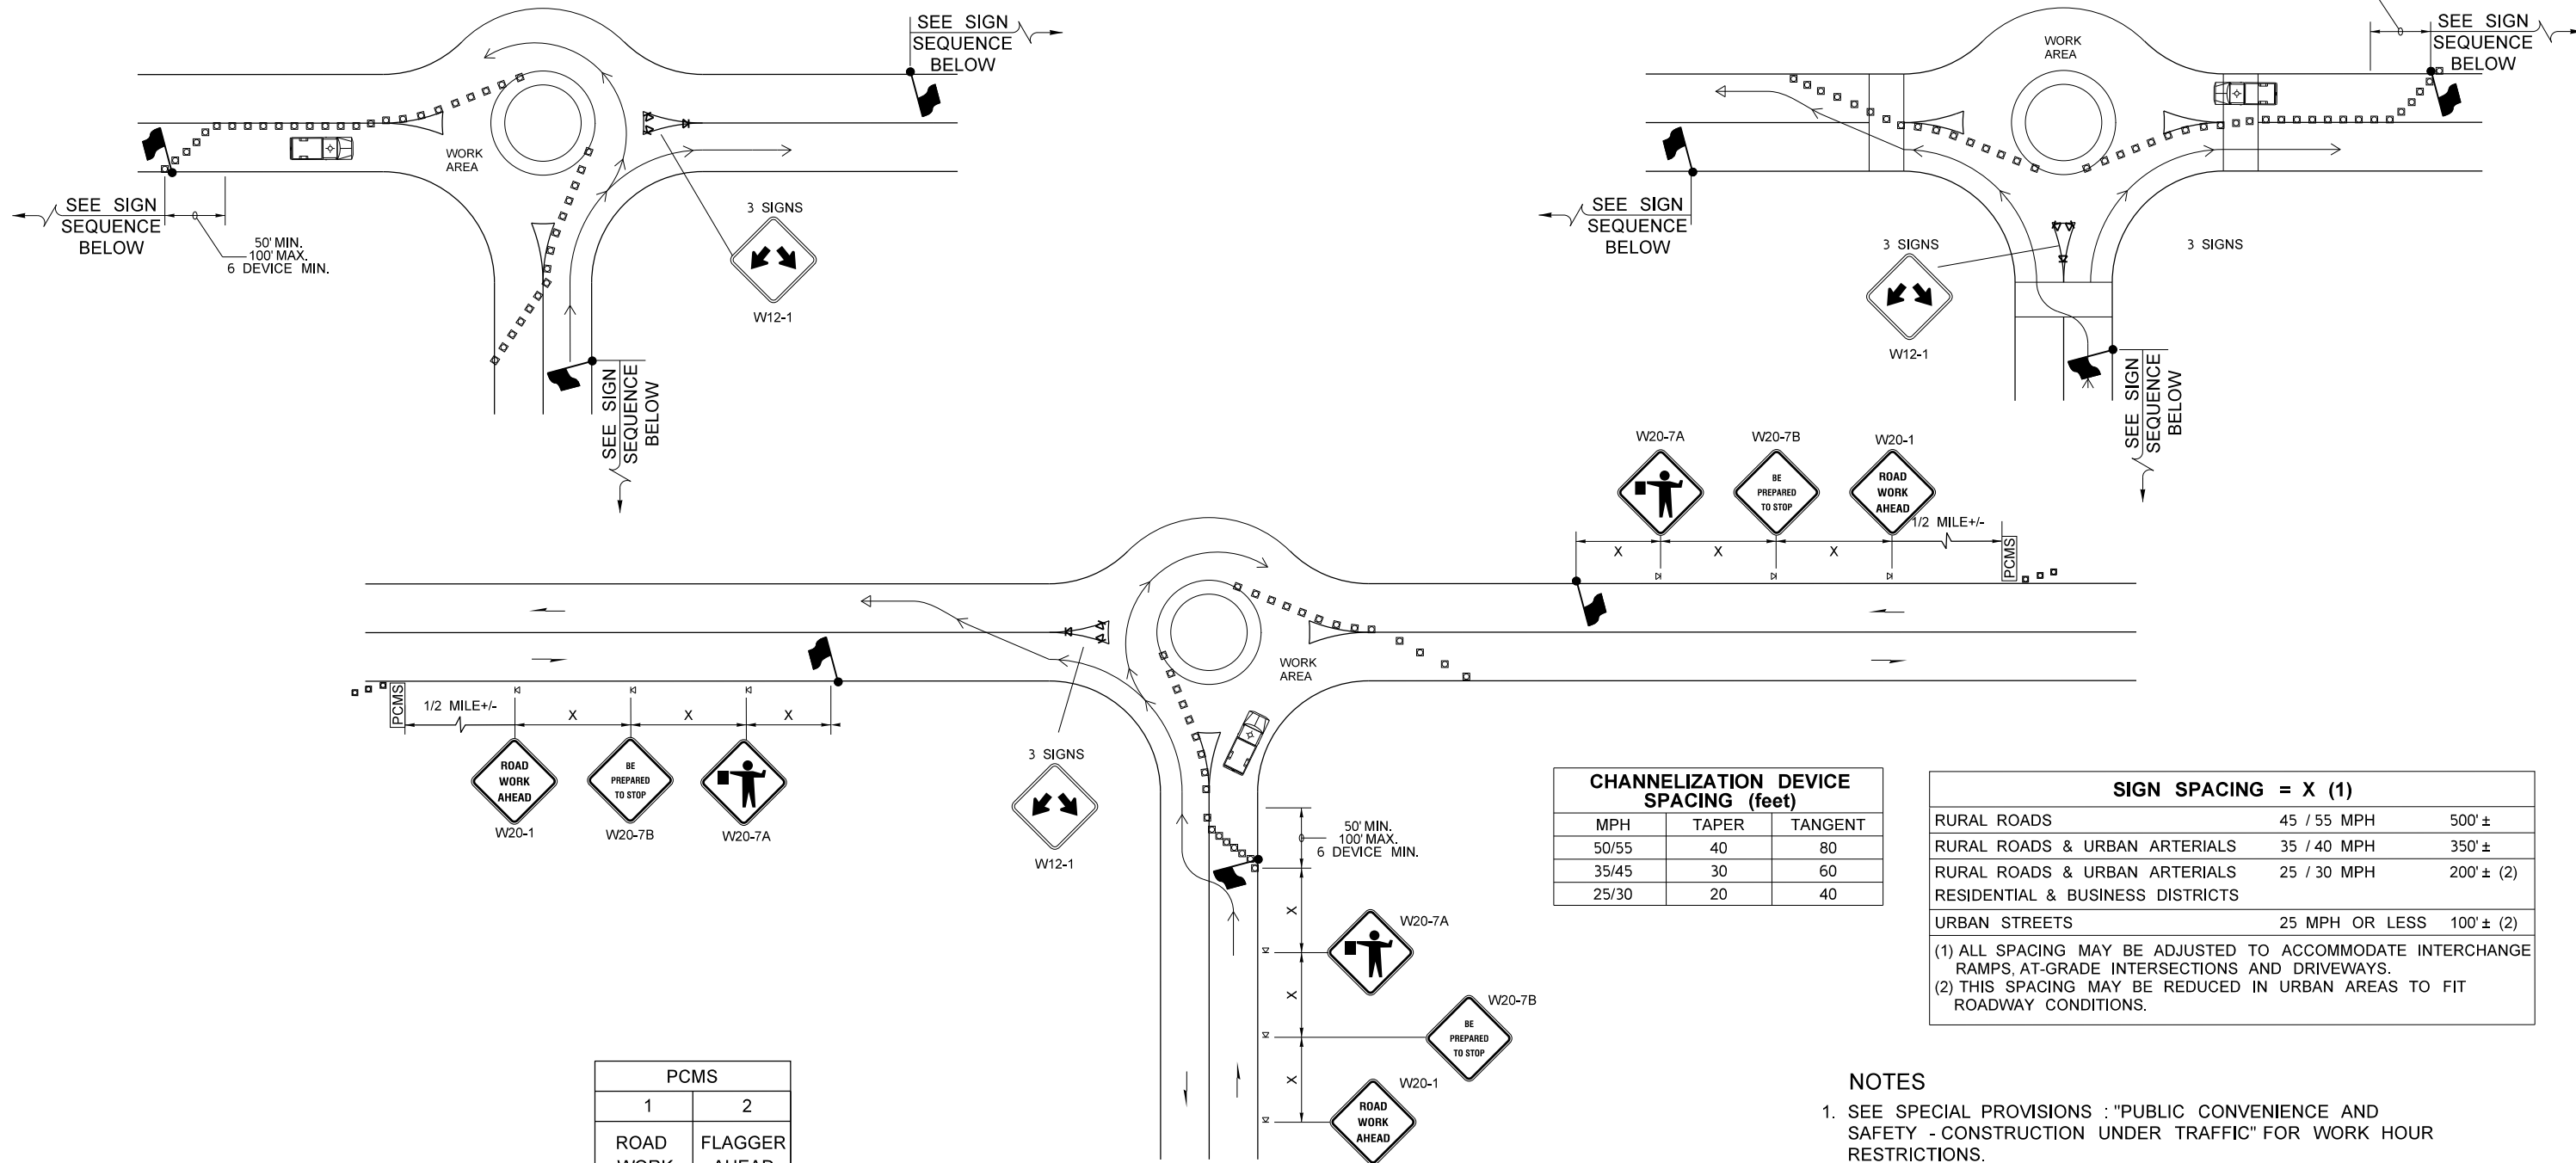 SEE SIGN
SEQUENCE
BELOW
WORK
AREA
SEE SIGN
SEQUENCE
BELOW
50' MIN.
100' MAX.
6 DEVICE MIN.
3 SIGNS
W12-1
SEE SIGN
SEQUENCE
BELOW
SEE SIGN
SEQUENCE
BELOW
WORK
AREA
SEE SIGN
SEQUENCE
BELOW
3 SIGNS
3 SIGNS
W12-1
SEE SIGN
SEQUENCE
BELOW
W20-7A
W20-7B
W20-1
BE
PREPARED
TO STOP
ROAD
WORK
AHEAD
1/2 MILE+/-
X
X
X
PCMS
WORK
AREA
PCMS
1/2 MILE+/-
X
X
X
ROAD
WORK
AHEAD
BE
PREPARED
TO STOP
W20-1
W20-7B
W20-7A
3 SIGNS
W12-1
50' MIN.
100' MAX.
6 DEVICE MIN.
X
W20-7A
X
W20-7B
BE
PREPARED
TO STOP
X
W20-1
ROAD
WORK
AHEAD
CHANNELIZATION DEVICE
SPACING (feet)
MPH TAPER TANGENT
50/55 40 80
35/45 30 60
25/30 20 40
SIGN SPACING = X (1)
RURAL ROADS 45 / 55 MPH 500' ±
RURAL ROADS & URBAN ARTERIALS 35 / 40 MPH 350' ±
RURAL ROADS & URBAN ARTERIALS 25 / 30 MPH 200' ± (2)
RESIDENTIAL & BUSINESS DISTRICTS
URBAN STREETS 25 MPH OR LESS 100' ± (2)
(1) ALL SPACING MAY BE ADJUSTED TO ACCOMMODATE INTERCHANGE
RAMPS, AT-GRADE INTERSECTIONS AND DRIVEWAYS.
(2) THIS SPACING MAY BE REDUCED IN URBAN AREAS TO FIT
ROADWAY CONDITIONS.
PCMS
1 2
ROAD FLAGGER
WORK AHEAD
NOTES
1. SEE SPECIAL PROVISIONS : "PUBLIC CONVENIENCE AND
SAFETY - CONSTRUCTION UNDER TRAFFIC" FOR WORK HOUR
RESTRICTIONS.